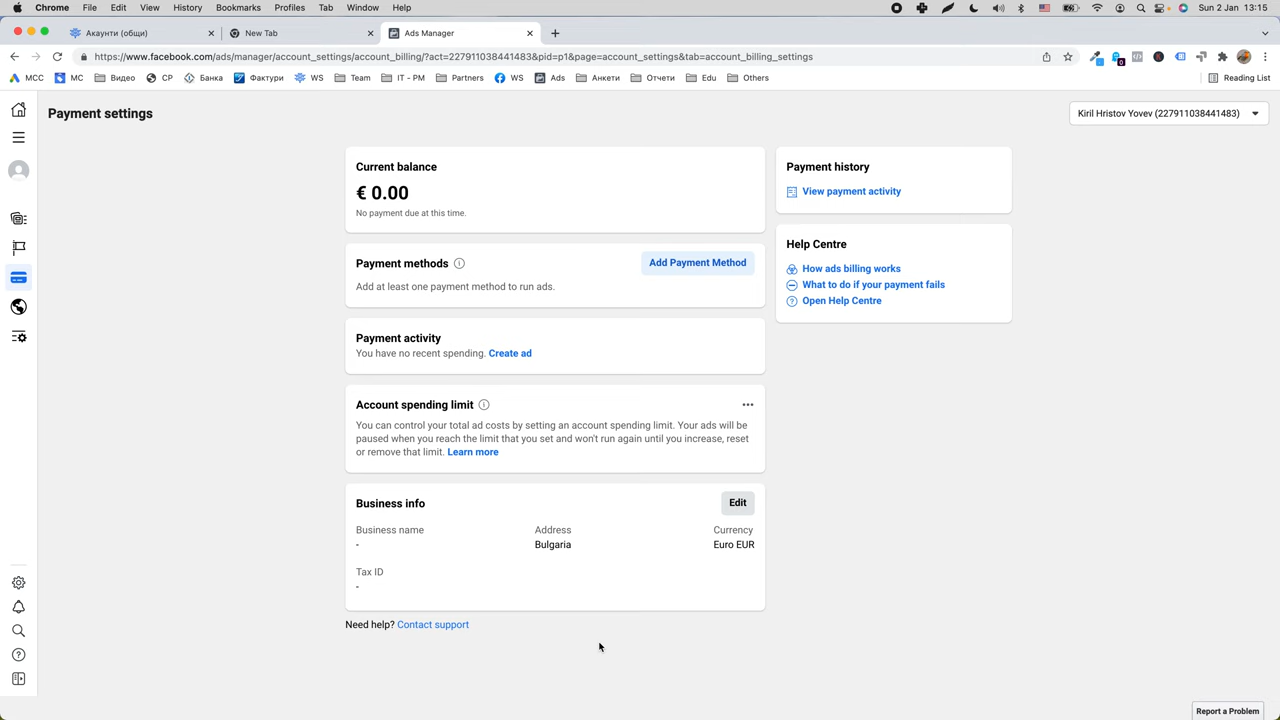 Chrome File Edit View History Bookmarks Profiles Tab Window Help Sun 2 Jan 13:15
Акаунти (общи) New Tab Ads Manager
https://www.facebook.com/ads/manager/account_settings/account_billing/?act=227911038441483&pid=p1&page=account_settings&tab=account_billing_settings
MCC MC Видео CP Банка Фактури WS Team IT - PM Partners WS Ads Анкети Отчети Edu Others Reading List
Payment settings
Kiril Hristov Yovev (227911038441483)
Current balance
€ 0.00
No payment due at this time.
Payment methods
Add Payment Method
Add at least one payment method to run ads.
Payment activity
You have no recent spending. Create ad
Account spending limit
You can control your total ad costs by setting an account spending limit. Your ads will be
paused when you reach the limit that you set and won't run again until you increase, reset
or remove that limit. Learn more
Business info
Edit
Business name Address Currency
- Bulgaria Euro EUR
Tax ID
-
Need help? Contact support
Payment history
View payment activity
Help Centre
How ads billing works
What to do if your payment fails
Open Help Centre
Report a Problem